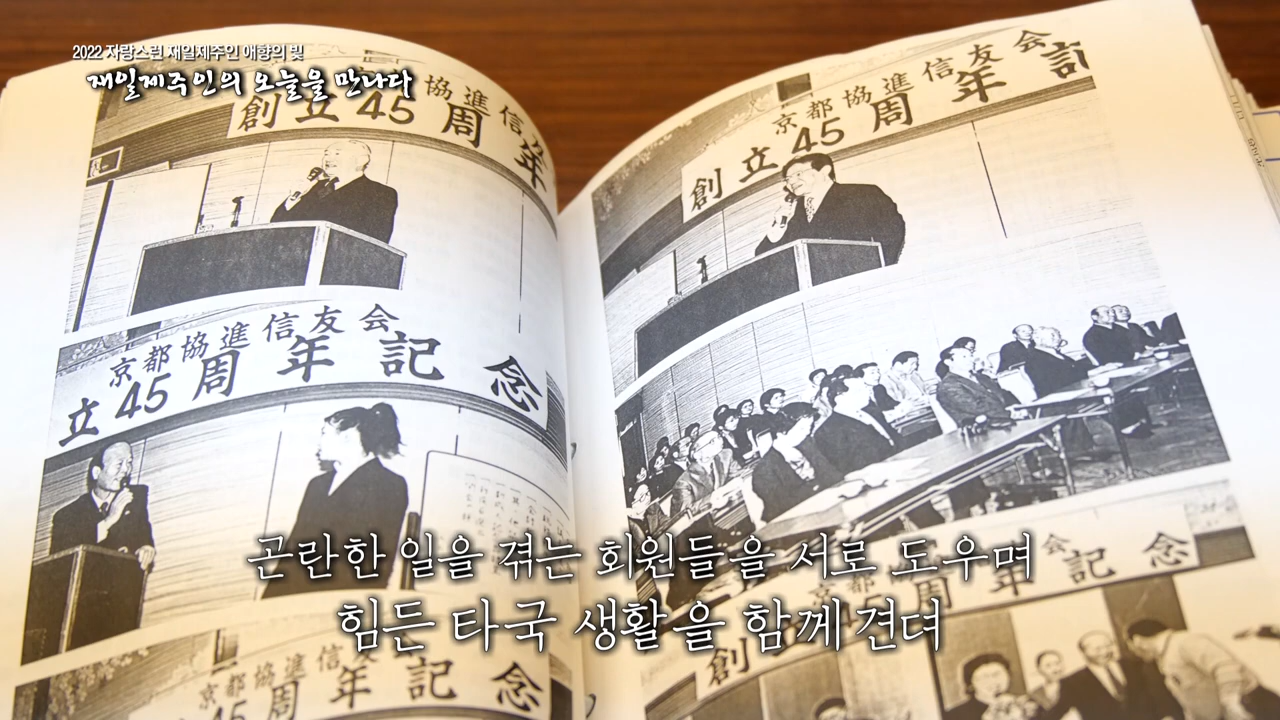 2022 자랑스런 재일제주인 애향의 빛
재일제주인의 오늘을 만나다
協進信友
創立45周年
京都協進信友会
創立45周年記
京都協進信友会
立45周年記念
京都協進信友会
45周年記念
会
創 記念
곤란한 일을 겪는 회원들을 서로 도우며
힘든 타국 생활을 함께 견뎌